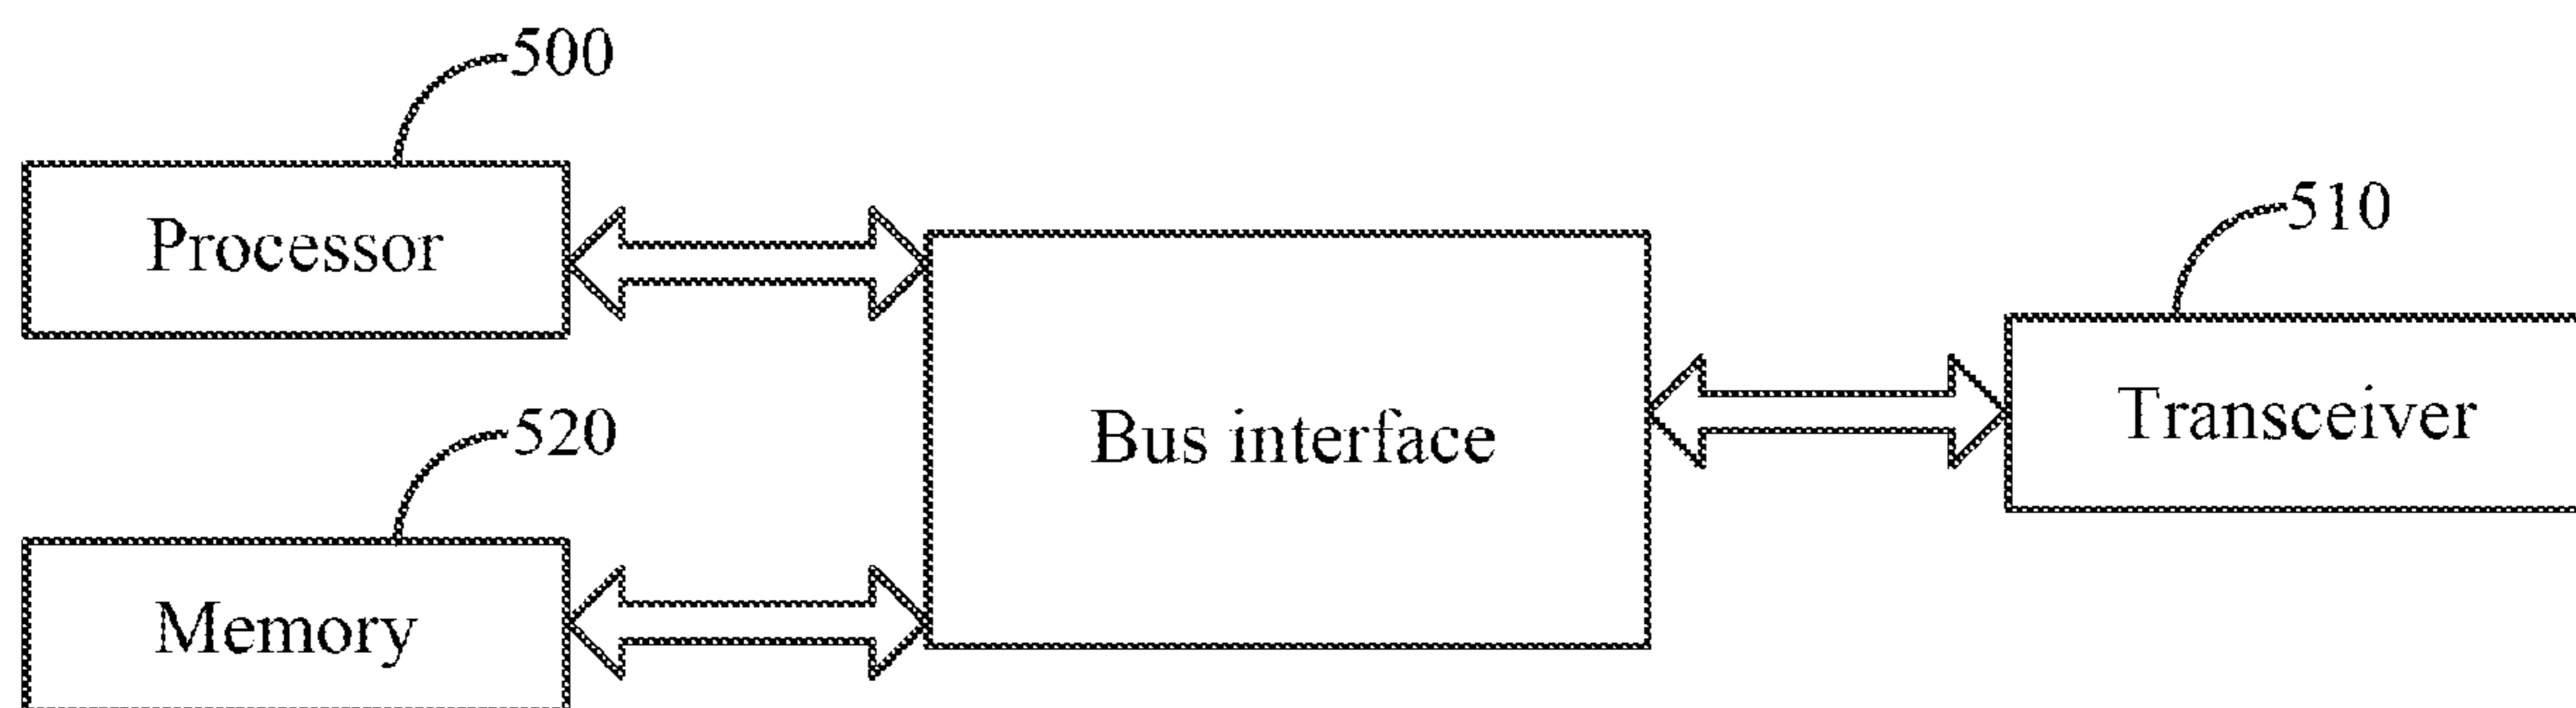 500
Processor
510
Transceiver
Bus interface
520
Memory